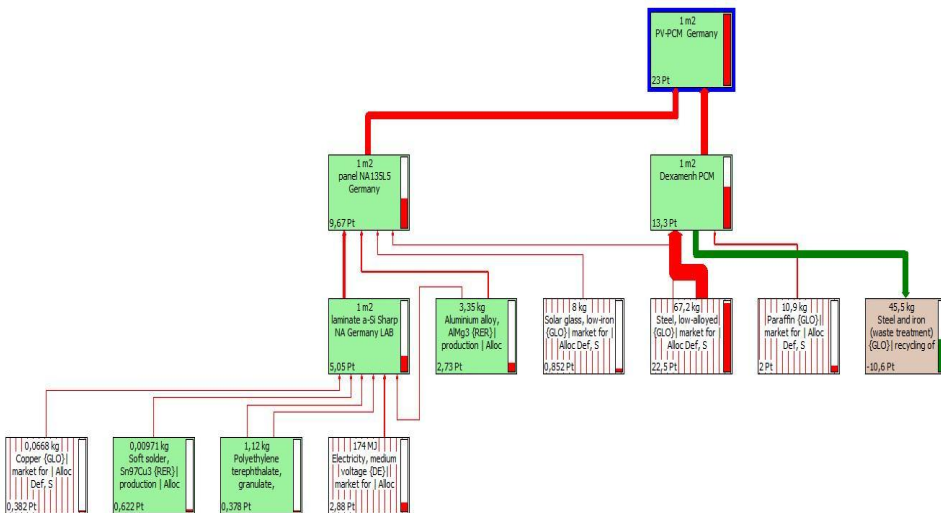 1 m2
PV-PCM Germany
23 Pt
1 m2
panel NA135L5
Germany
9,67 Pt
1 m2
Dexamenh PCM
13,3 Pt
1 m2
laminate a-Si Sharp
NA Germany LAB
5,05 Pt
3,35 kg
Aluminium alloy,
AlMg3 {RER}|
production | Alloc
2,73 Pt
8 kg
Solar glass, low-iron
{GLO}| market for |
Alloc Def, S
0,852 Pt
67,2 kg
Steel, low-alloyed
{GLO}| market for |
Alloc Def, S
22,5 Pt
10,9 kg
Paraffin {GLO}|
market for | Alloc
Def, S
2 Pt
45,5 kg
Steel and iron
(waste treatment)
{GLO}| recycling of
-10,6 Pt
0,0668 kg
Copper {GLO}|
market for | Alloc
Def, S
0,382 Pt
0,00971 kg
Soft solder,
Sn97Cu3 {RER}|
production | Alloc
0,622 Pt
1,12 kg
Polyethylene
terephthalate,
granulate,
0,378 Pt
174 MJ
Electricity, medium
voltage {DE}|
market for | Alloc
2,88 Pt